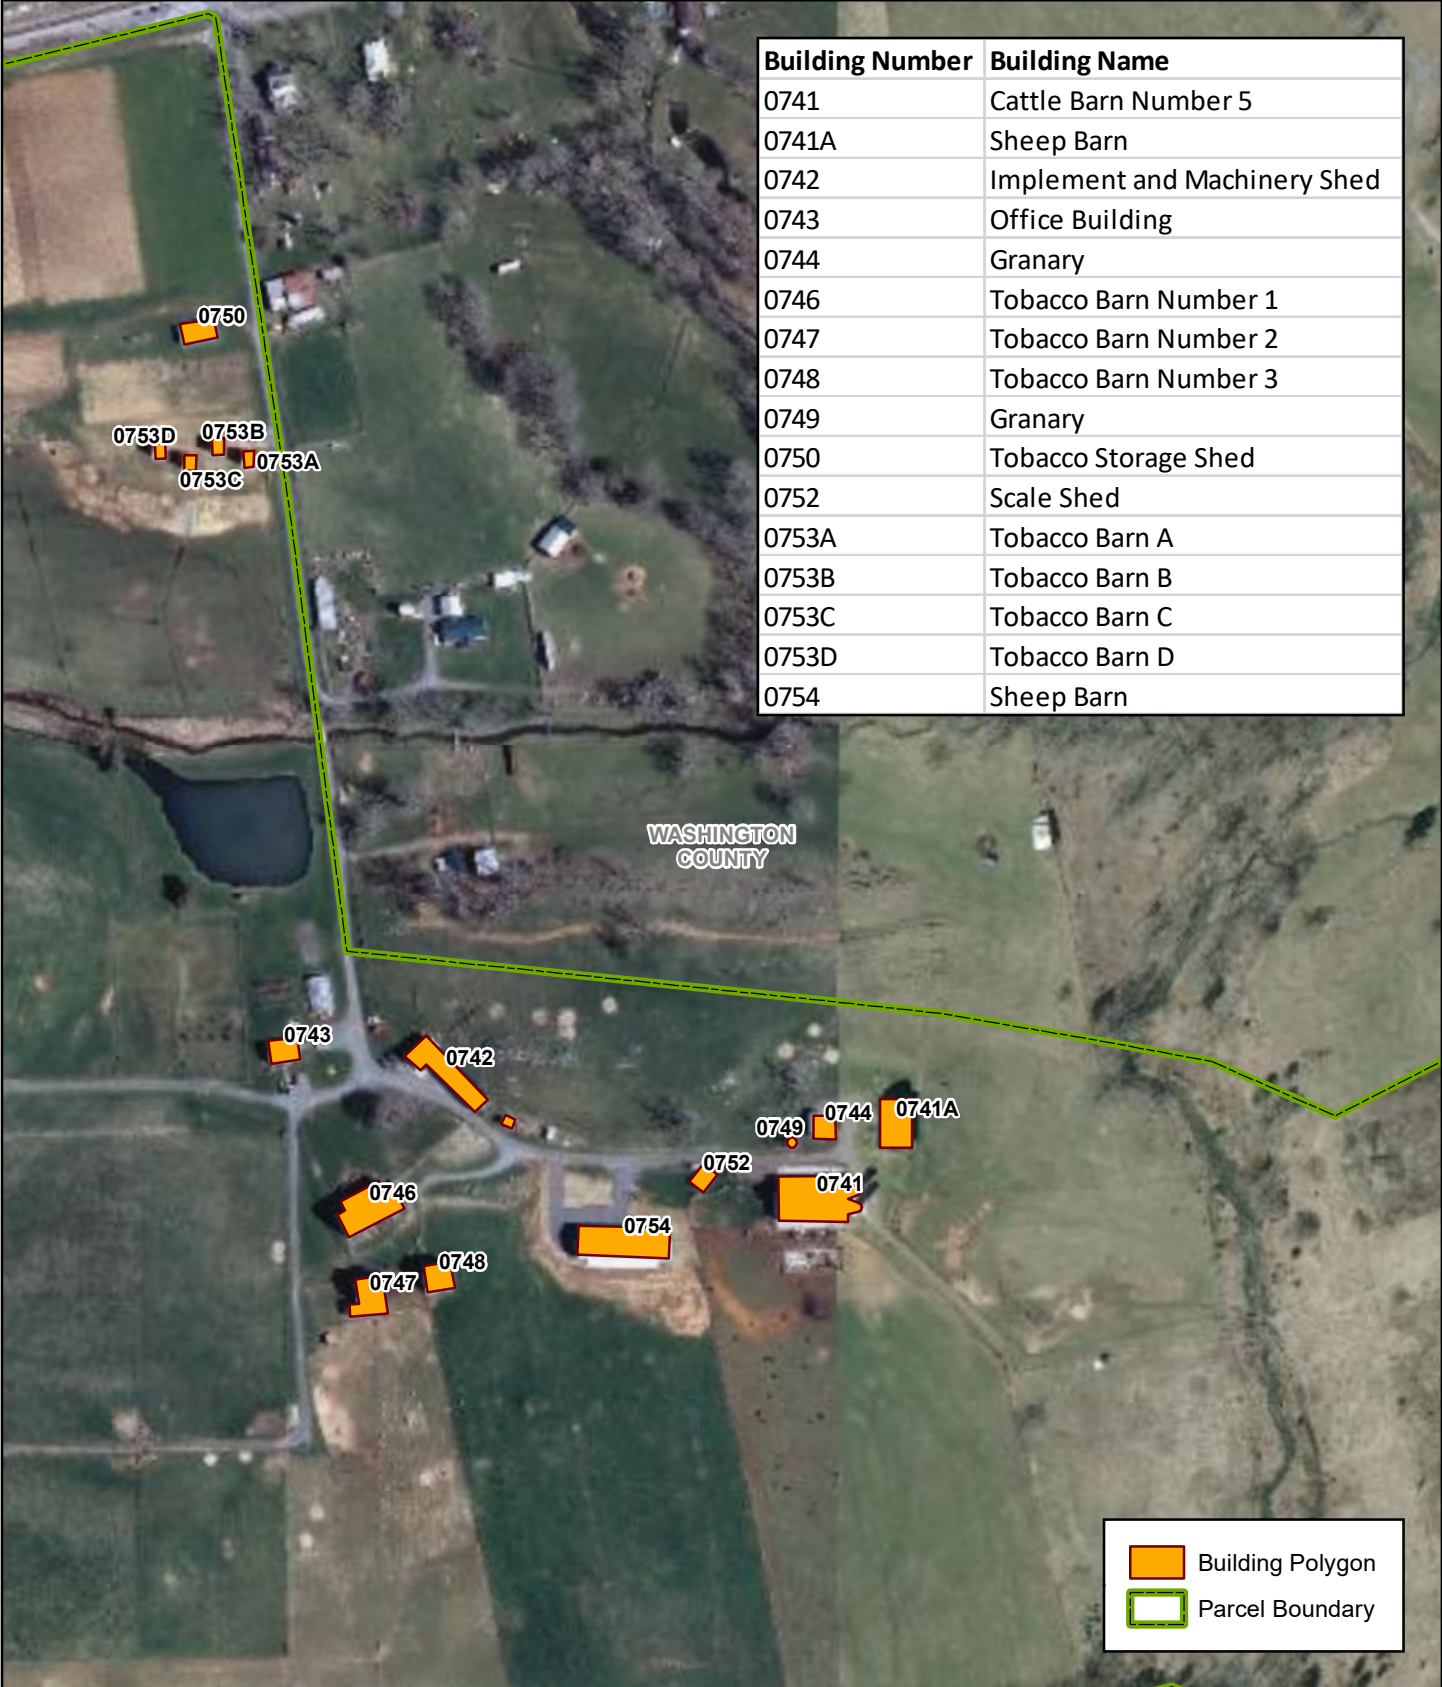 Building Number Building Name
0741 Cattle Barn Number 5
0741A Sheep Barn
0742 Implement and Machinery Shed
0743 Office Building
0744 Granary
0746 Tobacco Barn Number 1
0747 Tobacco Barn Number 2
0748 Tobacco Barn Number 3
0749 Granary
0750 Tobacco Storage Shed
0752 Scale Shed
0753A Tobacco Barn A
0753B Tobacco Barn B
0753C Tobacco Barn C
0753D Tobacco Barn D
0754 Sheep Barn
0750
0753B
0753D
0753A
0753C
WASHINGTON
COUNTY
0743
0742
0741A
0744
0749
0752
0741
0746
0754
0748
0747
Building Polygon
Parcel Boundary